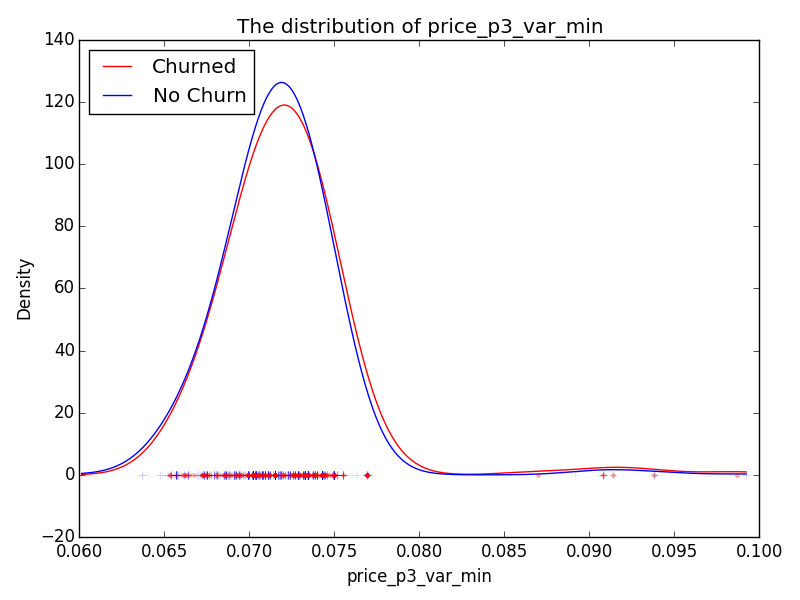 The distribution of price_p3_var_min
140
120
100
80
60
40
20
0
−20
Churned
No Churn
Density
0.060 0.065 0.070 0.075 0.080 0.085 0.090 0.095 0.100
price_p3_var_min